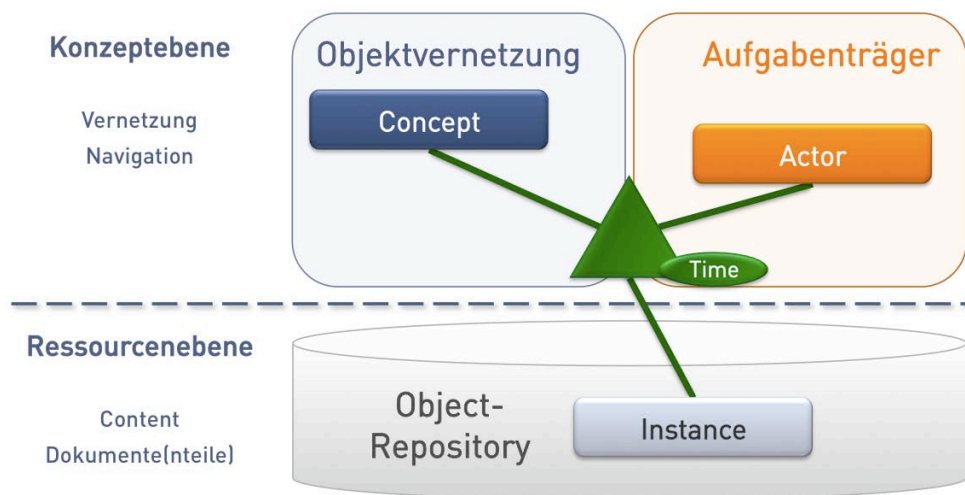 Konzeptebene
Vernetzung
Navigation
Objektvernetzung
Concept
Aufgabenträger
Actor
Time
Ressourcenebene
Content
Dokumente(nteile)
Object-
Repository
Instance